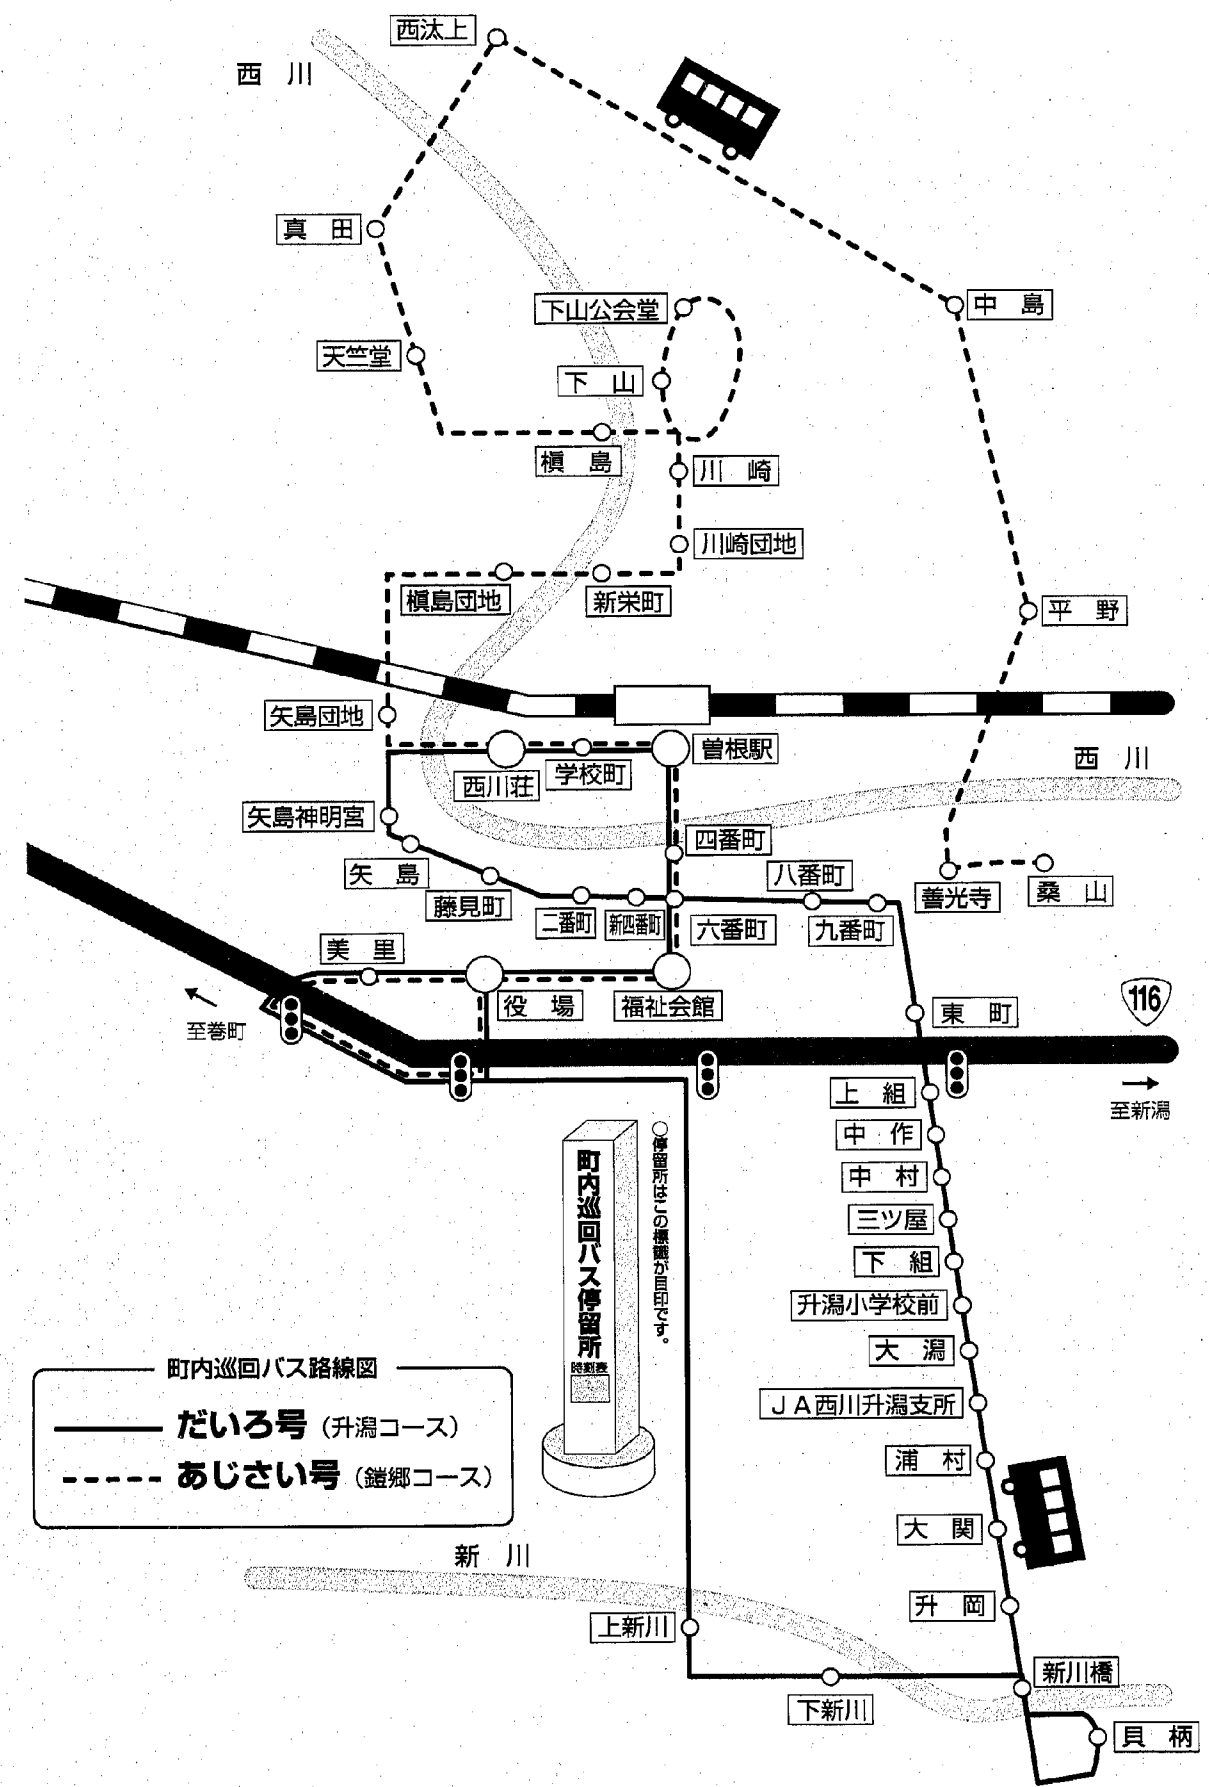 西汰上
西　川
真　田
下山公会堂
中　島
天竺堂
下　山
槇　島
川　崎
川崎団地
槇島団地
新栄町
平　野
矢島団地
曽根駅
西　川
学校町
西川荘
矢島神明宮
四番町
矢　島
八番町
善光寺
桑　山
藤見町
二番町
新四番町
六番町
九番町
美　里
役　場
福祉会館
東　町
116
至巻町
至新潟
上　組
中　作
中　村
三ツ屋
下　組
升潟小学校前
大　潟
JA西川升潟支所
浦　村
大　関
升　岡
新川橋
貝　柄
○停留所はこの標識が目印です。
町内巡回バス停留所
時刻表
町内巡回バス路線図
だいろ号（升潟コース）
あじさい号（鎧郷コース）
新　川
上新川
下新川